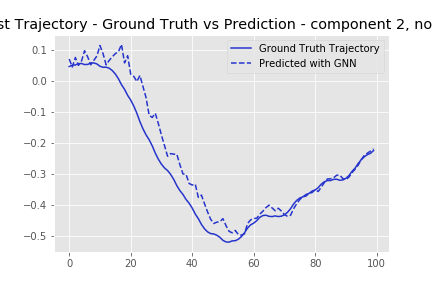 st Trajectory - Ground Truth vs Prediction - component 2, no
Ground Truth Trajectory
Predicted with GNN
0.1
0.0
−0.1
−0.2
−0.3
−0.4
−0.5
0 20 40 60 80 100